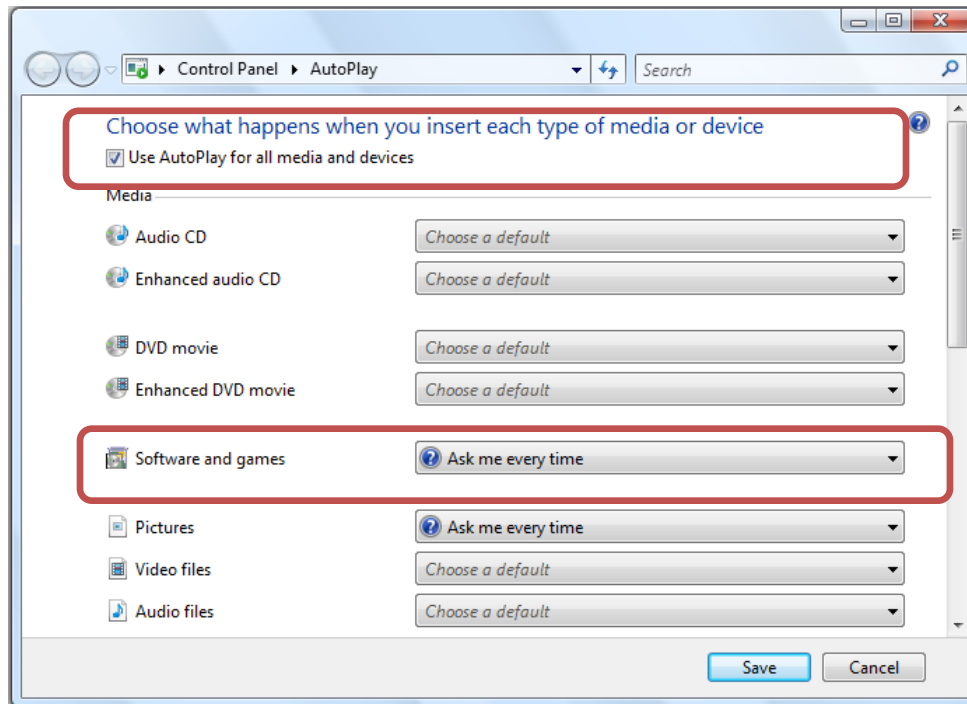 Control Panel AutoPlay Search
Choose what happens when you insert each type of media or device
Use AutoPlay for all media and devices
Media
Audio CD Choose a default
Enhanced audio CD Choose a default
DVD movie Choose a default
Enhanced DVD movie Choose a default
Software and games Ask me every time
Pictures Ask me every time
Video files Choose a default
Audio files Choose a default
Save Cancel